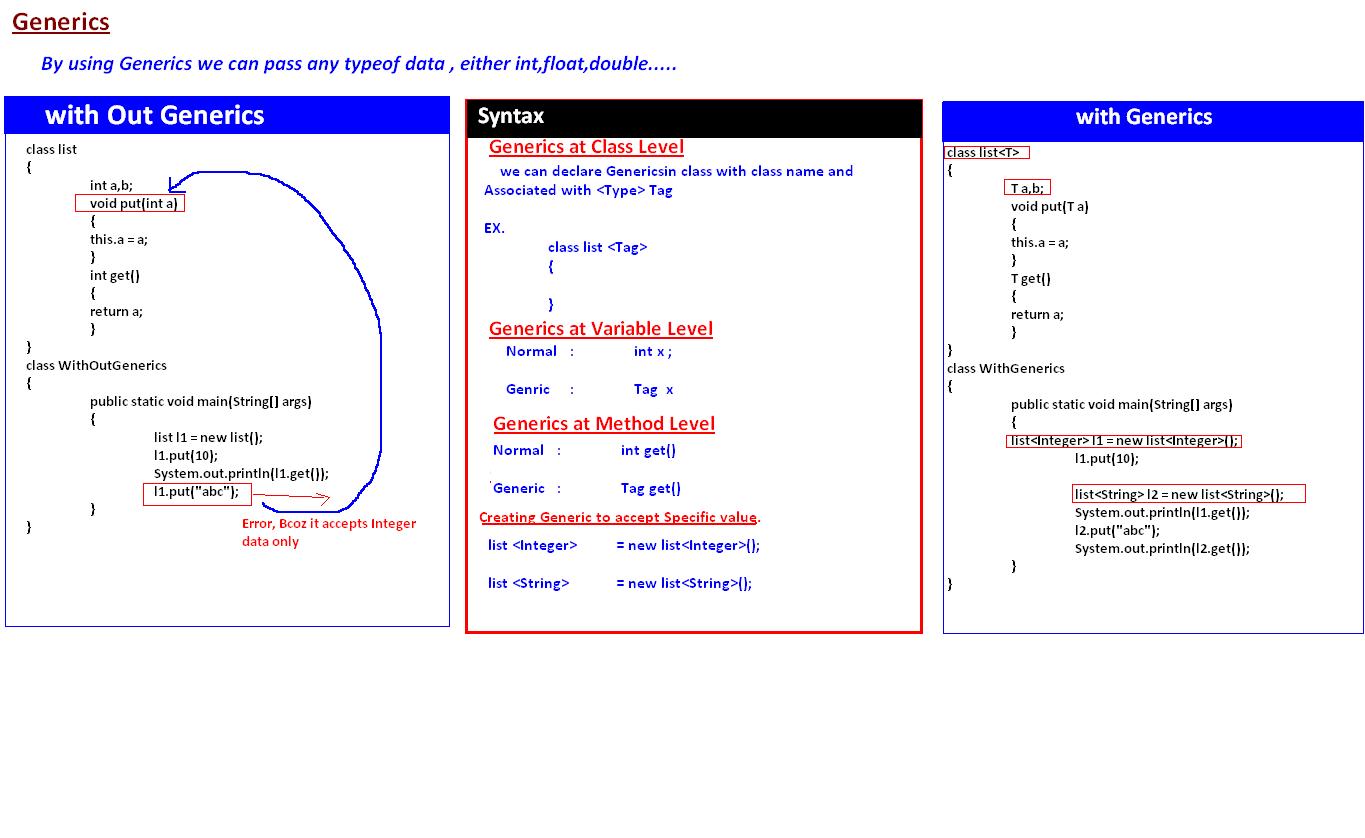 Generics
By using Generics we can pass any typeof data , either int,float,double.....
with Out Generics
class list
{
int a,b;
void put(int a)
{
this.a = a;
}
int get()
{
return a;
}
}
class WithOutGenerics
{
public static void main(String[] args)
{
list l1 = new list();
l1.put(10);
System.out.println(l1.get());
l1.put("abc");
}
}
Error, Bcoz it accepts Integer
data only
Syntax
Generics at Class Level
we can declare Genericsin class with class name and
Associated with <Type> Tag
EX.
class list <Tag>
{
}
Generics at Variable Level
Normal : int x ;
Genric : Tag x
Generics at Method Level
Normal : int get()
Generic : Tag get()
Creating Generic to accept Specific value.
list <Integer> = new list<Integer>();
list <String> = new list<String>();
with Generics
class list<T>
{
T a,b;
void put(T a)
{
this.a = a;
}
T get()
{
return a;
}
}
class WithGenerics
{
public static void main(String[] args)
{
list<Integer> l1 = new list<Integer>();
l1.put(10);
list<String> l2 = new list<String>();
System.out.println(l1.get());
l2.put("abc");
System.out.println(l2.get());
}
}